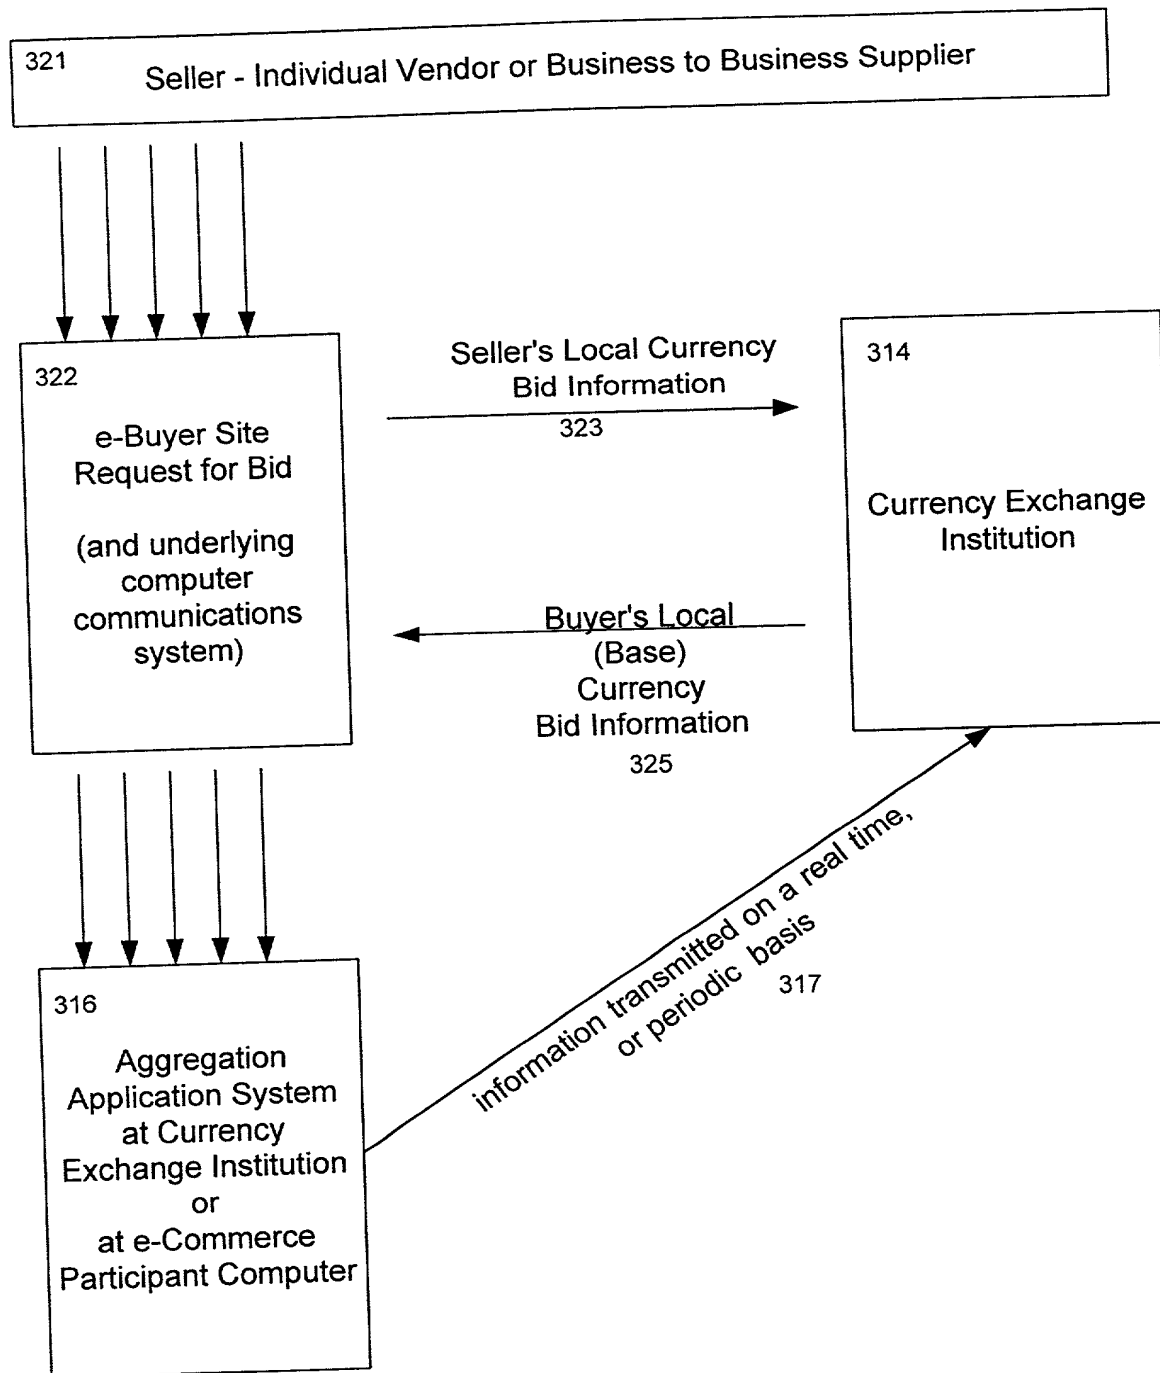 321
Seller - Individual Vendor or Business to Business Supplier
322
e-Buyer Site
Request for Bid
(and underlying
computer
communications
system)
Seller's Local Currency
Bid Information
323
314
Currency Exchange
Institution
Buyer's Local
(Base)
Currency
Bid Information
325
information transmitted on a real time,
or periodic basis
317
316
Aggregation
Application System
at Currency
Exchange Institution
or
at e-Commerce
Participant Computer